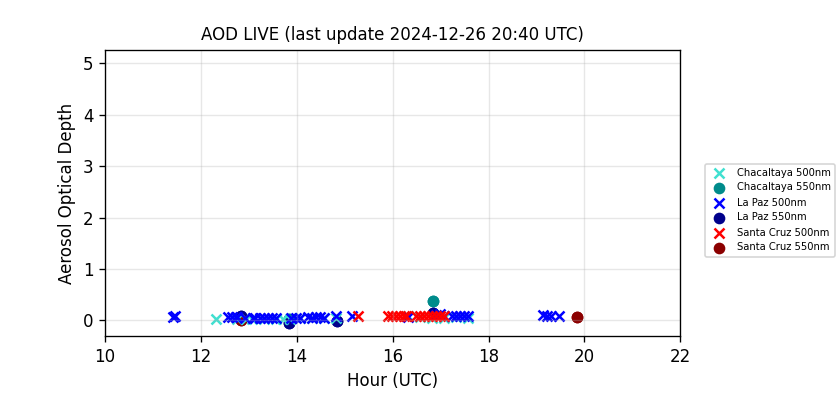 AOD LIVE (last update 2024-12-26 20:40 UTC)
Aerosol Optical Depth
5
4
3
2
1
0
10 12 14 16 18 20 22
Hour (UTC)
Chacaltaya 500nm
Chacaltaya 550nm
La Paz 500nm
La Paz 550nm
Santa Cruz 500nm
Santa Cruz 550nm